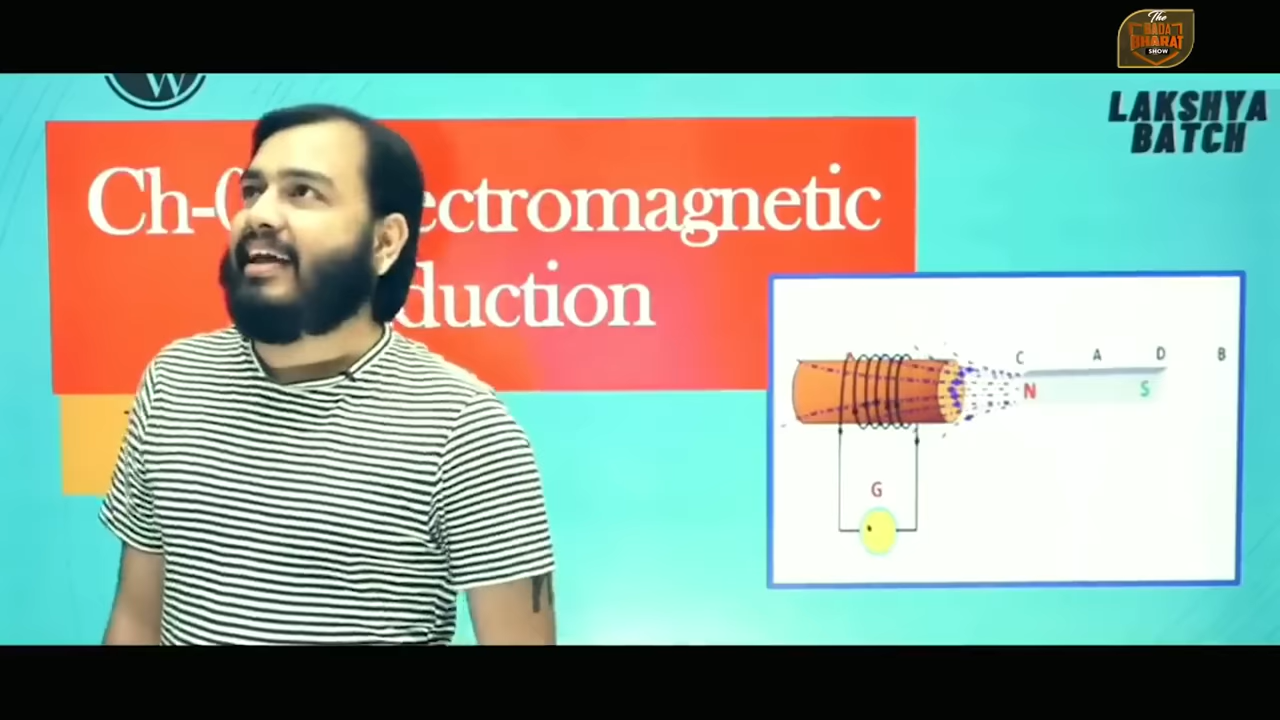 The
BADA
BHARAT
SHOW
W
LAKSHYA
BATCH
Ch-0 ectromagnetic
duction
C A D B
N S
G